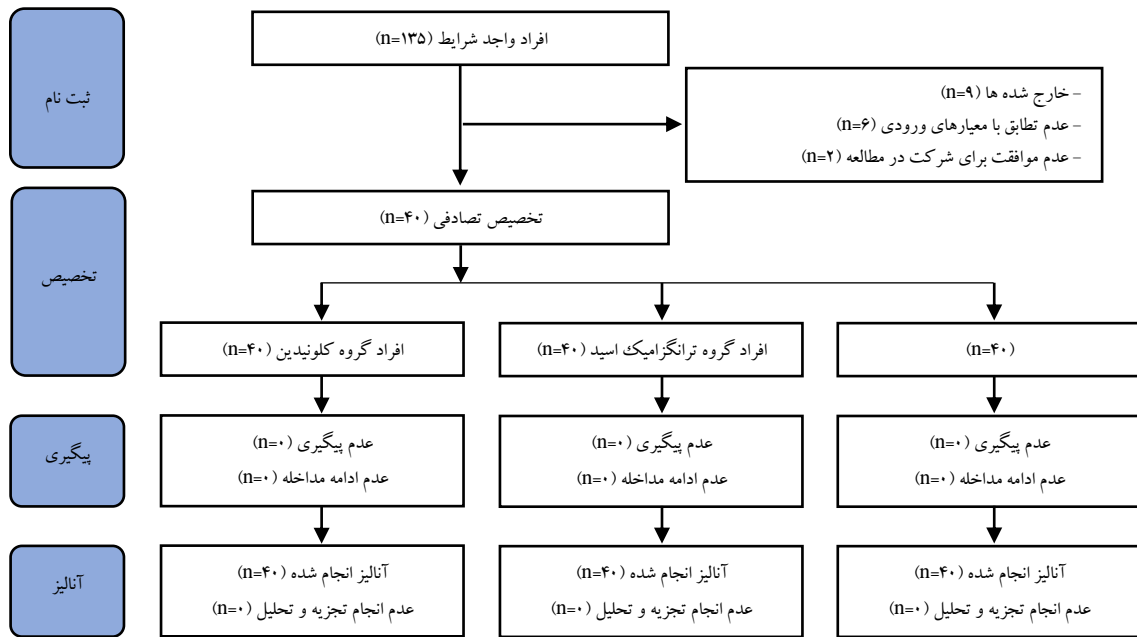 افراد واجد شرایط (n=۱۳۵)
ثبت نام
- خارج شده ها (n=۹)
- عدم تطابق با معیارهای ورودی (n=۶)
- عدم موافقت برای شرکت در مطالعه (n=۲)
تخصیص تصادفی (n=۴۰)
تخصیص
(n=۴۰)
افراد گروه ترانگزامیک اسید (n=۴۰)
افراد گروه کلونیدین (n=۴۰)
پیگیری
عدم پیگیری (n=۰)
عدم ادامه مداخله (n=۰)
عدم پیگیری (n=۰)
عدم ادامه مداخله (n=۰)
عدم پیگیری (n=۰)
عدم ادامه مداخله (n=۰)
آنالیز
آنالیز انجام شده (n=۴۰)
عدم انجام تجزیه و تحلیل (n=۰)
آنالیز انجام شده (n=۴۰)
عدم انجام تجزیه و تحلیل (n=۰)
آنالیز انجام شده (n=۴۰)
عدم انجام تجزیه و تحلیل (n=۰)